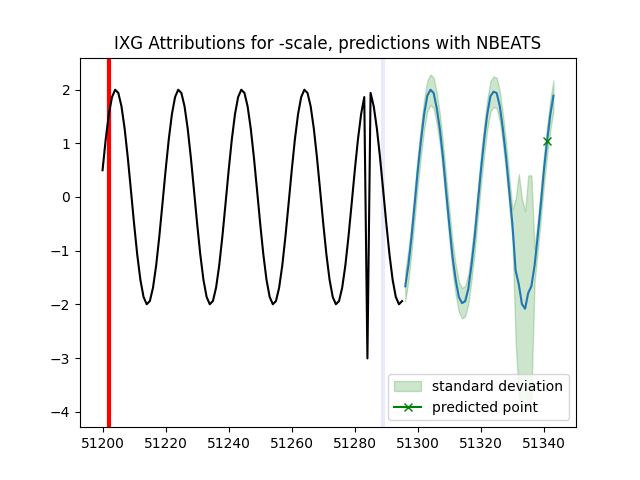 IXG Attributions for -scale, predictions with NBEATS
2
1
0
−1
−2
−3
−4
standard deviation
predicted point
51200 51220 51240 51260 51280 51300 51320 51340